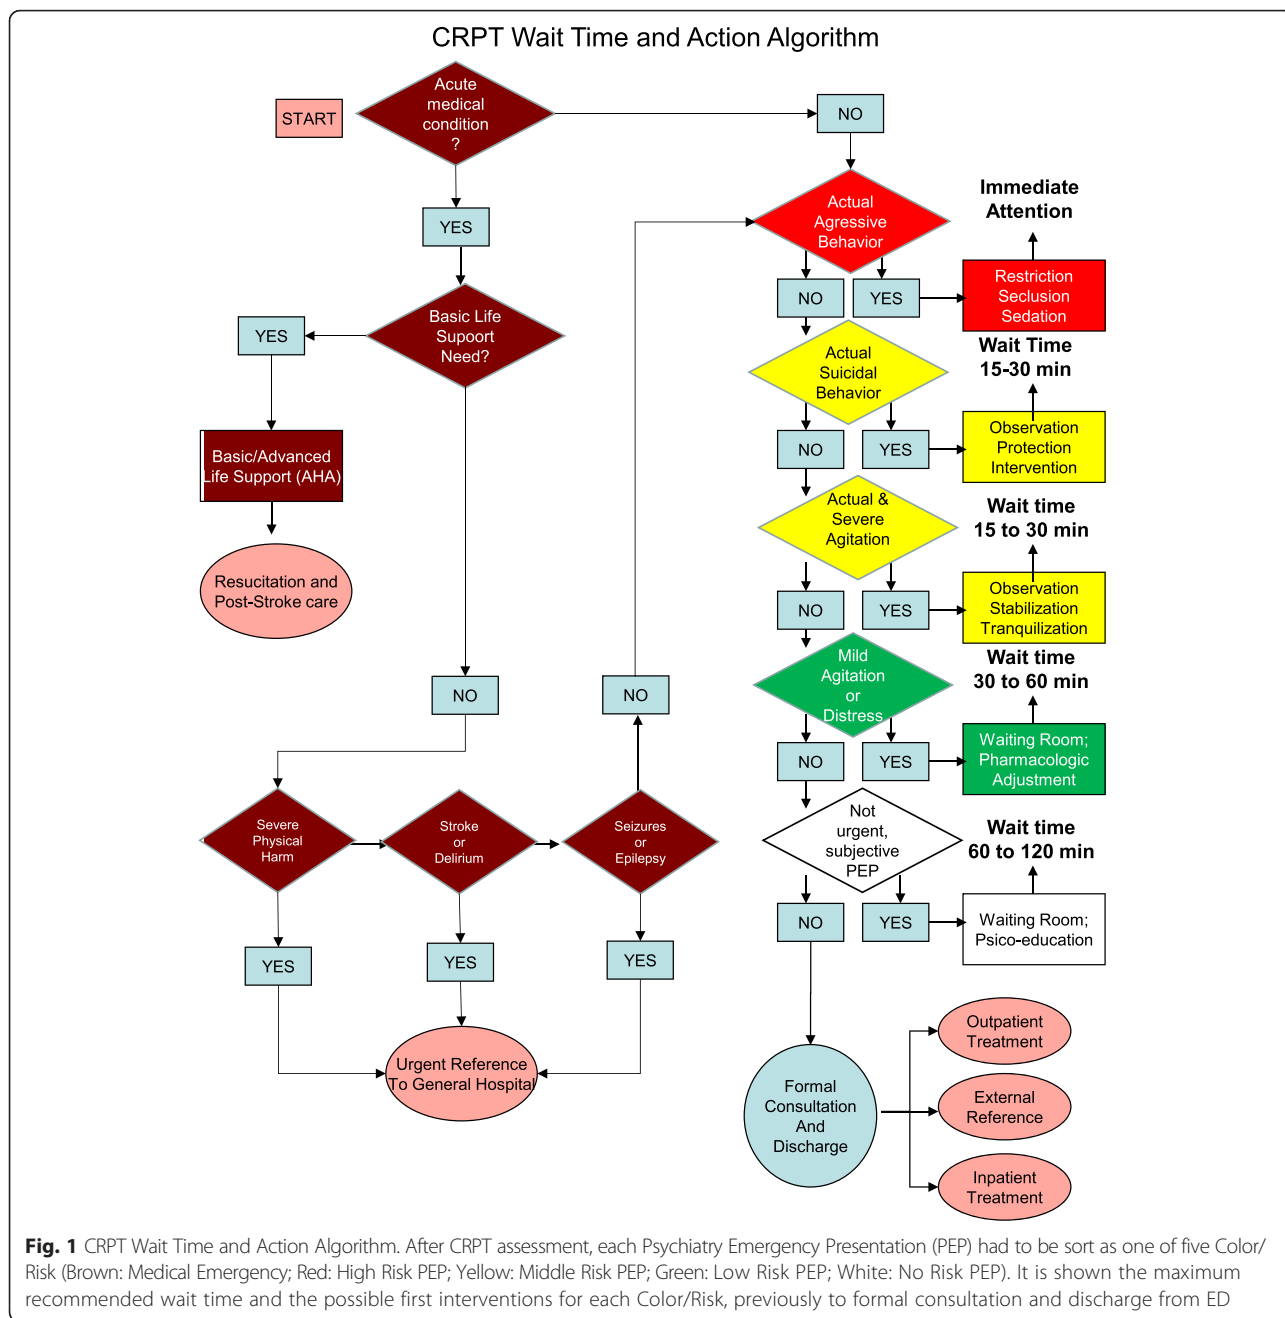 CRPT Wait Time and Action Algorithm
START
Acute
medical
condition
?
NO
YES
Basic Life
Supoort
Need?
YES
Basic/Advanced
Life Support (AHA)
Resucitation and
Post-Stroke care
NO
Severe
Physical
Harm
Stroke
or
Delirium
Seizures
or
Epilepsy
NO
YES
YES
YES
Urgent Reference
To General Hospital
Actual
Agressive
Behavior
NO
YES
Restriction
Seclusion
Sedation
Immediate
Attention
Actual
Suicidal
Behavior
NO
YES
Observation
Protection
Intervention
Wait Time
15-30 min
Actual &
Severe
Agitation
NO
YES
Observation
Stabilization
Tranquilization
Wait time
15 to 30 min
Mild
Agitation
or
Distress
NO
YES
Waiting Room;
Pharmacologic
Adjustment
Wait time
30 to 60 min
Not
urgent,
subjective
PEP
NO
YES
Waiting Room;
Psico-education
Wait time
60 to 120 min
Formal
Consultation
And
Discharge
Outpatient
Treatment
External
Reference
Inpatient
Treatment
Fig. 1 CRPT Wait Time and Action Algorithm. After CRPT assessment, each Psychiatry Emergency Presentation (PEP) had to be sort as one of five Color/
Risk (Brown: Medical Emergency; Red: High Risk PEP; Yellow: Middle Risk PEP; Green: Low Risk PEP; White: No Risk PEP). It is shown the maximum
recommended wait time and the possible first interventions for each Color/Risk, previously to formal consultation and discharge from ED